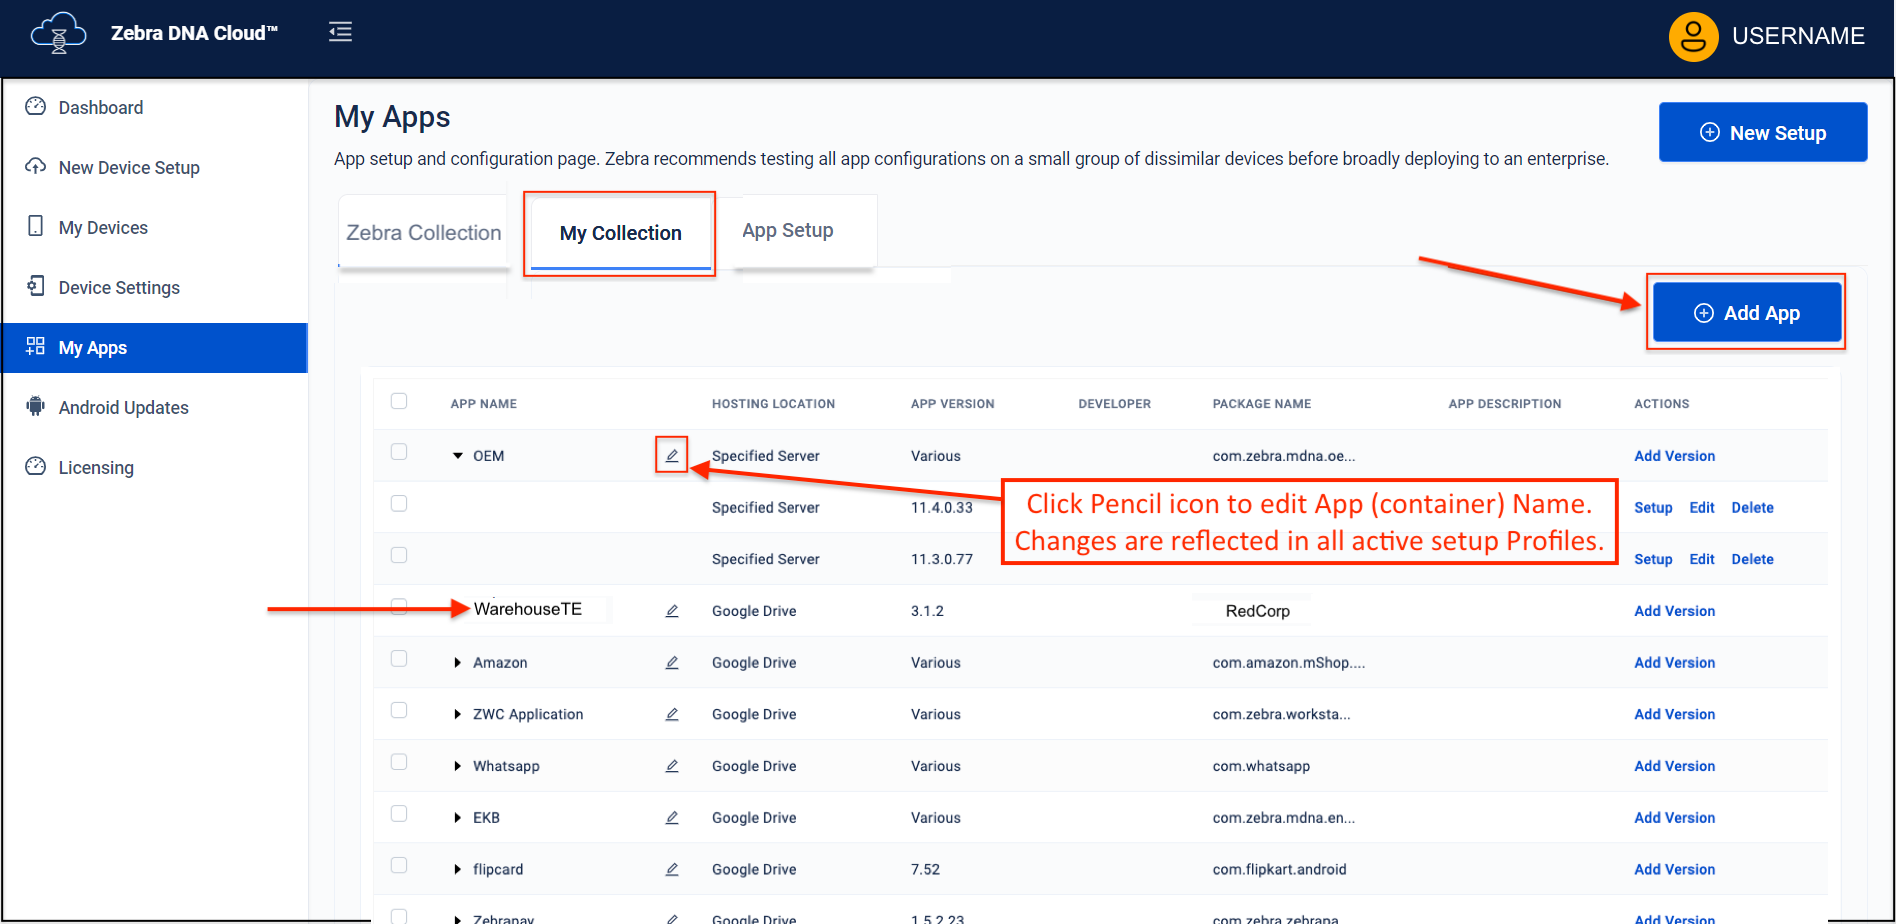 Zebra DNA Cloud™
USERNAME
Dashboard
New Device Setup
My Devices
Device Settings
My Apps
Android Updates
Licensing
My Apps
New Setup
App setup and configuration page. Zebra recommends testing all app configurations on a small group of dissimilar devices before broadly deploying to an enterprise.
Zebra Collection My Collection App Setup
Add App
APP NAME HOSTING LOCATION APP VERSION DEVELOPER PACKAGE NAME APP DESCRIPTION ACTIONS
OEM Specified Server Various com.zebra.mdna.oe... Add Version
Specified Server 11.4.0.33 Setup Edit Delete
Specified Server 11.3.0.77 Setup Edit Delete
Click Pencil icon to edit App (container) Name.
Changes are reflected in all active setup Profiles.
WarehouseTE Google Drive 3.1.2 RedCorp Add Version
Amazon Google Drive Various com.amazon.mShop.... Add Version
ZWC Application Google Drive Various com.zebra.worksta... Add Version
Whatsapp Google Drive Various com.whatsapp Add Version
EKB Google Drive Various com.zebra.mdna.en... Add Version
flipcard Google Drive 7.52 com.flipkart.android Add Version
Zebrapay Google Drive 1.5.2.23 com.zebra.zebrapa... Add Version